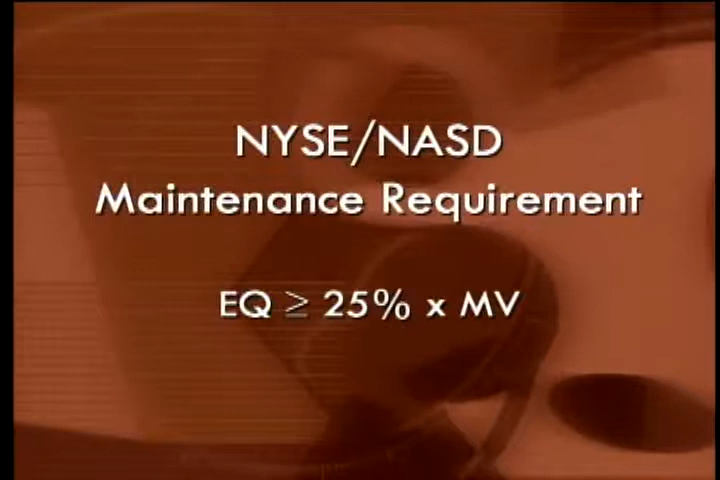 NYSE/NASD
Maintenance Requirement
EQ ≥ 25% x MV